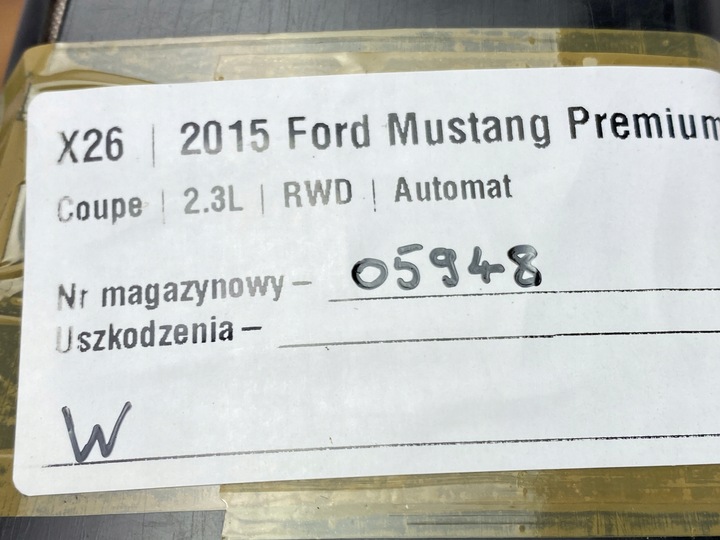 X26 | 2015 Ford Mustang Premium
Coupe | 2.3L | RWD | Automat
Nr magazynowy – 05948
Uszkodzenia –
W